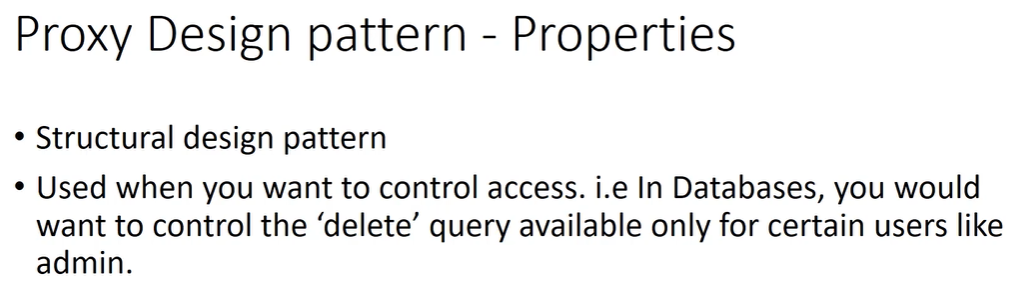 Proxy Design pattern - Properties
• Structural design pattern
• Used when you want to control access. i.e In Databases, you would
want to control the ‘delete’ query available only for certain users like
admin.